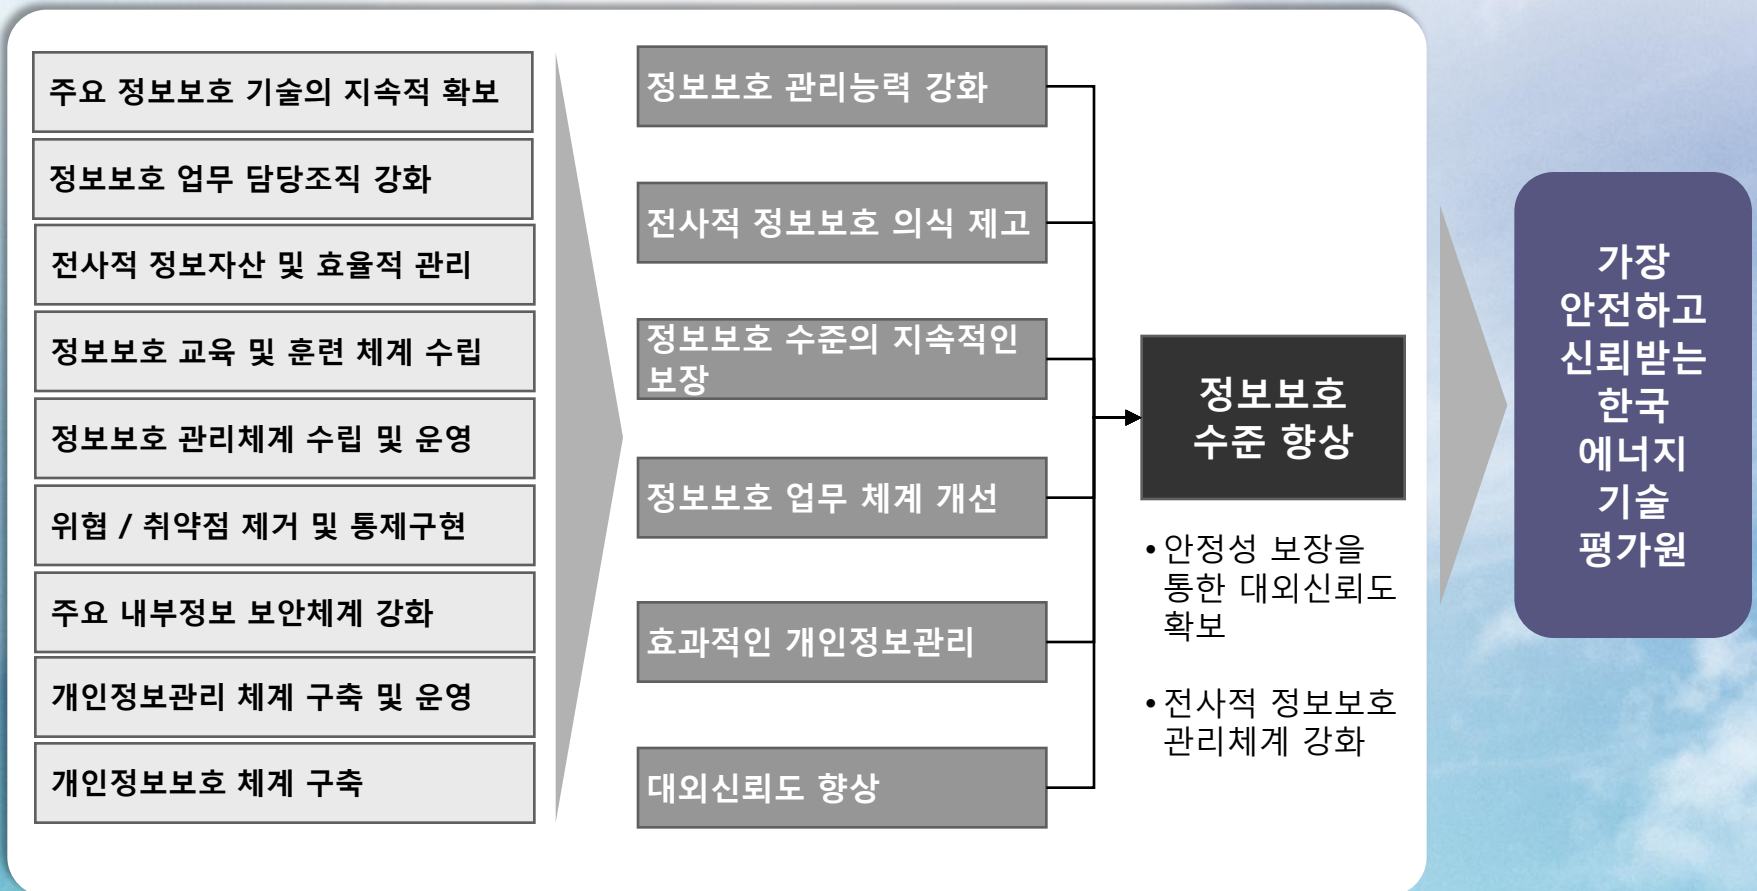 주요 정보보호 기술의 지속적 확보
정보보호 업무 담당조직 강화
전사적 정보자산 및 효율적 관리
정보보호 교육 및 훈련 체계 수립
정보보호 관리체계 수립 및 운영
위협 / 취약점 제거 및 통제구현
주요 내부정보 보안체계 강화
개인정보관리 체계 구축 및 운영
개인정보보호 체계 구축
정보보호 관리능력 강화
전사적 정보보호 의식 제고
정보보호 수준의 지속적인
보장
정보보호 업무 체계 개선
효과적인 개인정보관리
대외신뢰도 향상
정보보호
수준 향상
• 안정성 보장을
통한 대외신뢰도
확보
• 전사적 정보보호
관리체계 강화
가장
안전하고
신뢰받는
한국
에너지
기술
평가원